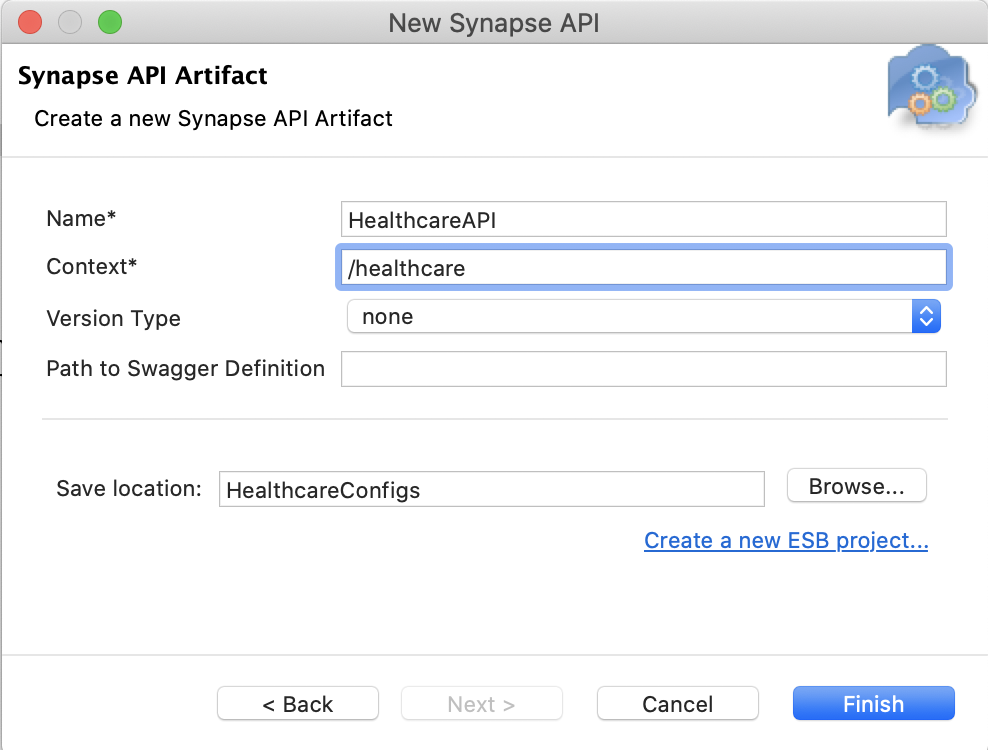 New Synapse API
Synapse API Artifact
Create a new Synapse API Artifact
Name* HealthcareAPI
Context* /healthcare
Version Type none
Path to Swagger Definition
Save location: HealthcareConfigs Browse...
Create a new ESB project...
< Back Next > Cancel Finish